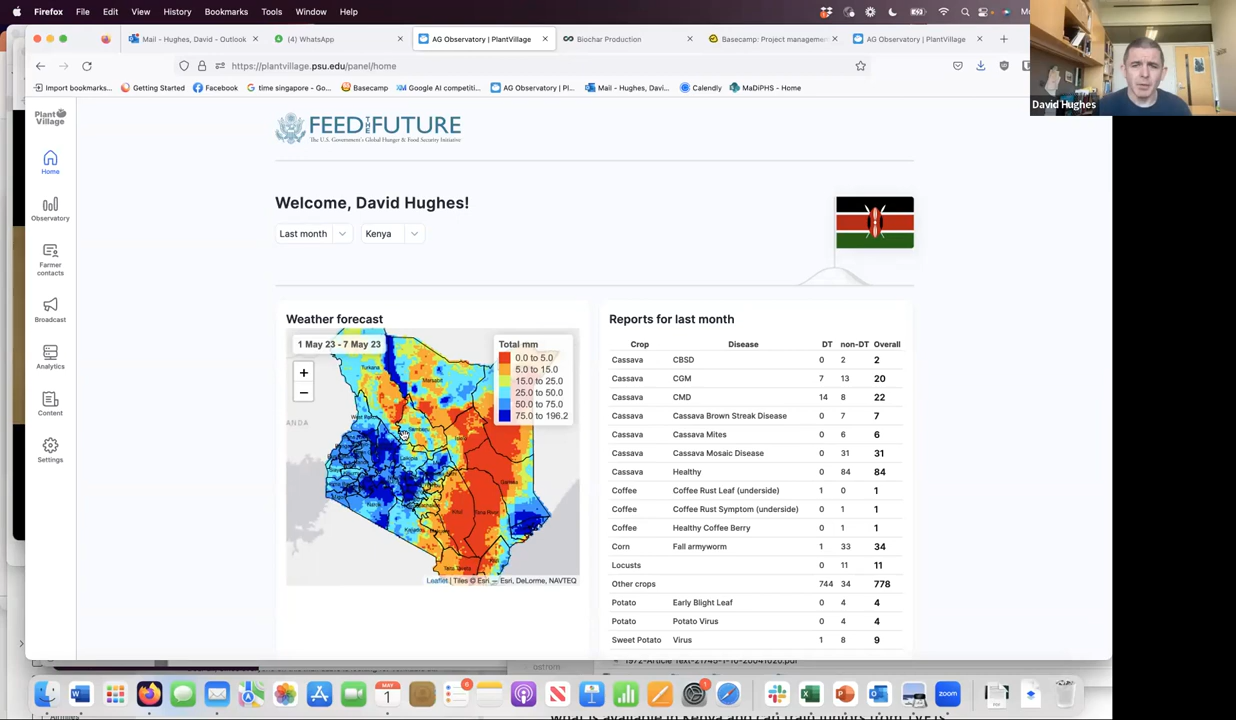 Firefox File Edit View History Bookmarks Tools Window Help
Mail - Hughes, David - Outlook
(4) WhatsApp
AG Observatory | PlantVillage
Biochar Production
Basecamp: Project managemen
AG Observatory | PlantVillage
https://plantvillage.psu.edu/panel/home
Import bookmarks... Getting Started Facebook time singapore - Go... Basecamp Google AI competiti... AG Observatory | Pl... Mail - Hughes, Davi... Calendly MaDiPHS - Home
David Hughes
Plant Village
Home
Observatory
Farmer contacts
Broadcast
Analytics
Content
Settings
FEED THE FUTURE
The U.S. Government's Global Hunger & Food Security Initiative
Welcome, David Hughes!
Last month Kenya
Weather forecast
1 May 23 - 7 May 23
+
−
Total mm
0.0 to 5.0
5.0 to 15.0
15.0 to 25.0
25.0 to 50.0
50.0 to 75.0
75.0 to 196.2
Turkana
Marsabit
ANDA
Leaflet | Tiles © Esri — Esri, DeLorme, NAVTEQ
Reports for last month
Crop Disease DT non-DT Overall
Cassava CBSD 0 2 2
Cassava CGM 7 13 20
Cassava CMD 14 8 22
Cassava Cassava Brown Streak Disease 0 7 7
Cassava Cassava Mites 0 6 6
Cassava Cassava Mosaic Disease 0 31 31
Cassava Healthy 0 84 84
Coffee Coffee Rust Leaf (underside) 1 0 1
Coffee Coffee Rust Symptom (underside) 0 1 1
Coffee Healthy Coffee Berry 0 1 1
Corn Fall armyworm 1 33 34
Locusts 0 11 11
Other crops 744 34 778
Potato Early Blight Leaf 0 4 4
Potato Potato Virus 0 4 4
Sweet Potato Virus 1 8 9
MAY
1
6
1
zoom